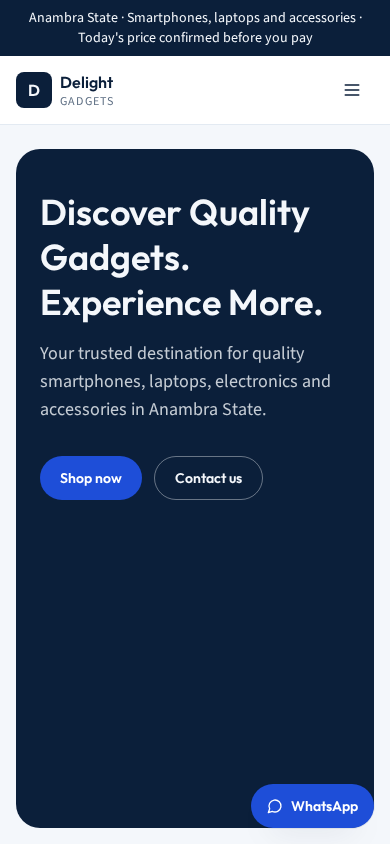 Anambra State · Smartphones, laptops and accessories ·
Today's price confirmed before you pay
D
Delight
GADGETS
Discover Quality
Gadgets.
Experience More.
Your trusted destination for quality
smartphones, laptops, electronics and
accessories in Anambra State.
Shop now
Contact us
WhatsApp